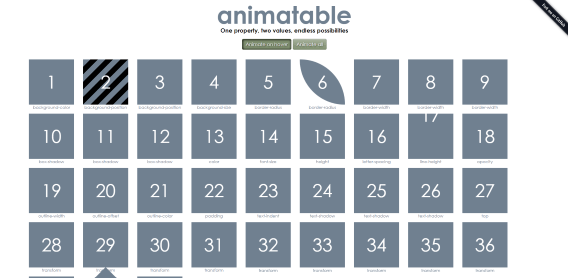 animatable
One property, two values, endless possibilities
Animate on hover Animate all
1 2 3 4 5 6 7 8 9
background-color background-position background-position background-size border-radius border-radius border-width border-width border-width
10 11 12 13 14 15 16 17 18
box-shadow box-shadow box-shadow color font-size height letter-spacing line-height opacity
19 20 21 22 23 24 25 26 27
outline-width outline-offset outline-color padding text-indent text-shadow text-shadow text-shadow top
28 29 30 31 32 33 34 35 36
transform transform transform transform transform transform transform transform transform